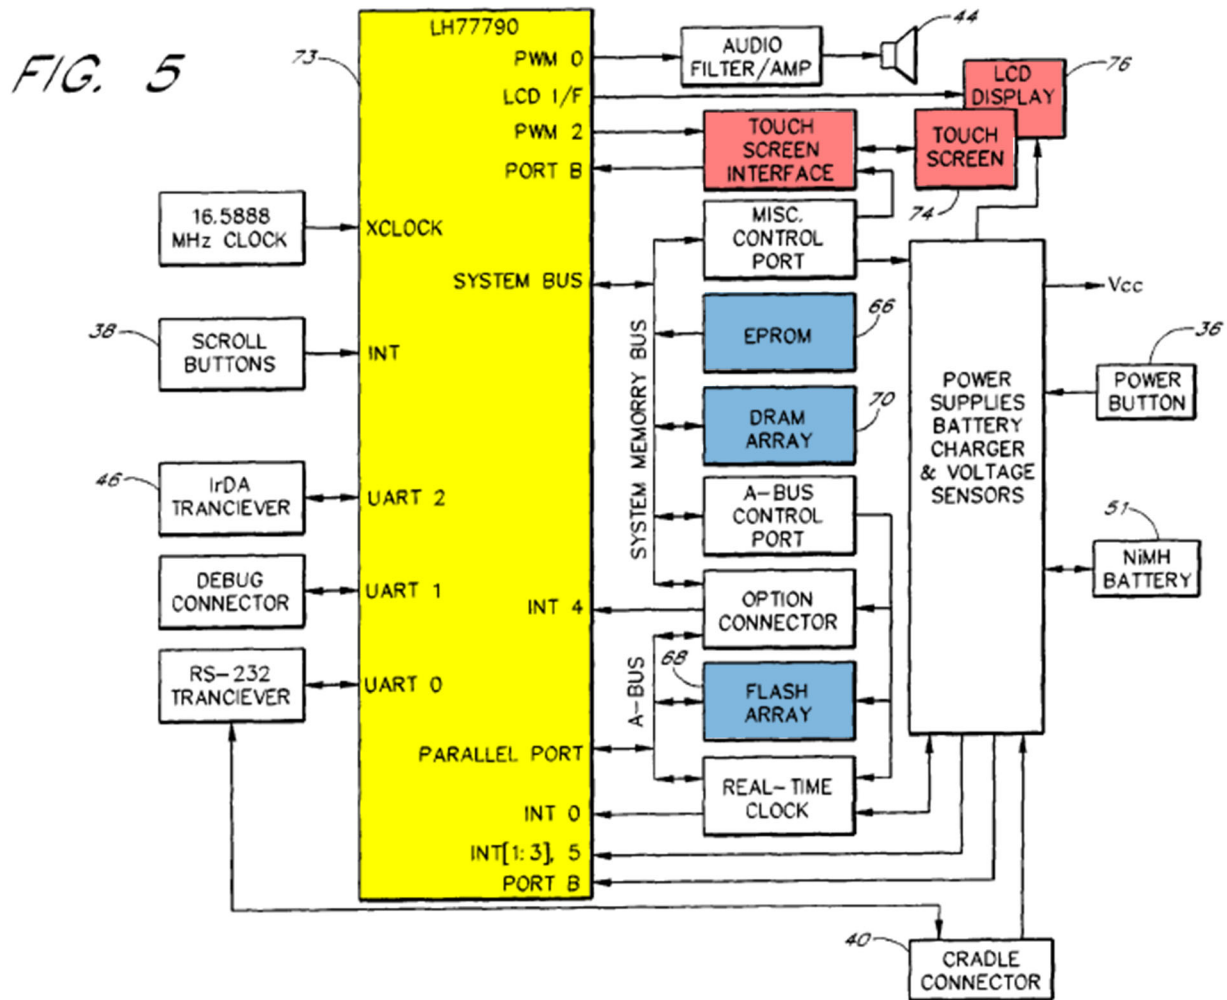 FIG. 5
73
LH77790
PWM 0
LCD I/F
PWM 2
PORT B
XCLOCK
SYSTEM BUS
INT
UART 2
UART 1
INT 4
UART 0
PARALLEL PORT
INT 0
INT[1:3], 5
PORT B
16.5888
MHz CLOCK
38
SCROLL
BUTTONS
46
IrDA
TRANCIEVER
DEBUG
CONNECTOR
RS-232
TRANCIEVER
AUDIO
FILTER/AMP
44
LCD
DISPLAY
76
TOUCH
SCREEN
INTERFACE
TOUCH
SCREEN
74
MISC.
CONTROL
PORT
SYSTEM MEMORRY BUS
EPROM
66
DRAM
ARRAY
70
A-BUS
CONTROL
PORT
OPTION
CONNECTOR
A-BUS
68
FLASH
ARRAY
REAL-TIME
CLOCK
POWER
SUPPLIES
BATTERY
CHARGER
& VOLTAGE
SENSORS
Vcc
36
POWER
BUTTON
51
NiMH
BATTERY
40
CRADLE
CONNECTOR